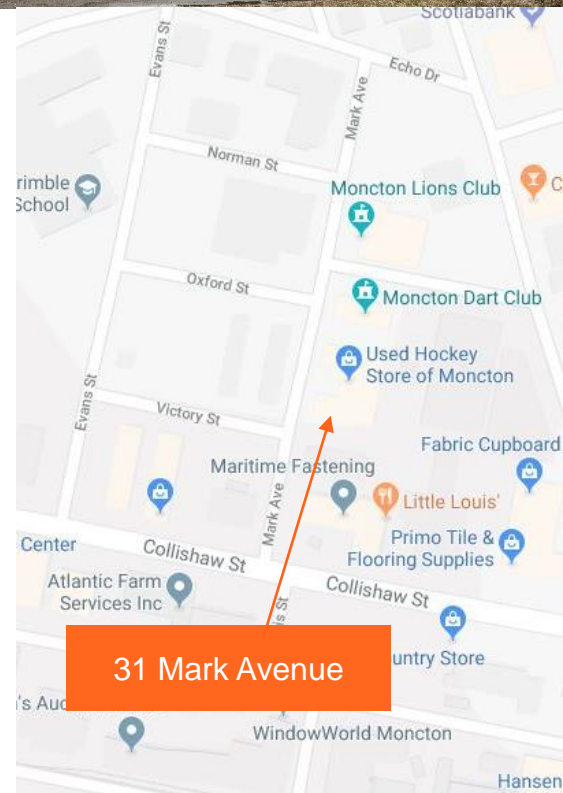 Scotiabank
Evans St
Echo Dr
Mark Ave
Norman St
rimble
School
Moncton Lions Club
C
Oxford St
Moncton Dart Club
Used Hockey
Store of Moncton
Evans St
Victory St
Fabric Cupboard
Maritime Fastening
Little Louis'
Mark Ave
Primo Tile &
Flooring Supplies
Center
Collishaw St
Atlantic Farm
Services Inc
Collishaw St
is St
31 Mark Avenue
untry Store
's Auc
WindowWorld Moncton
Hansen